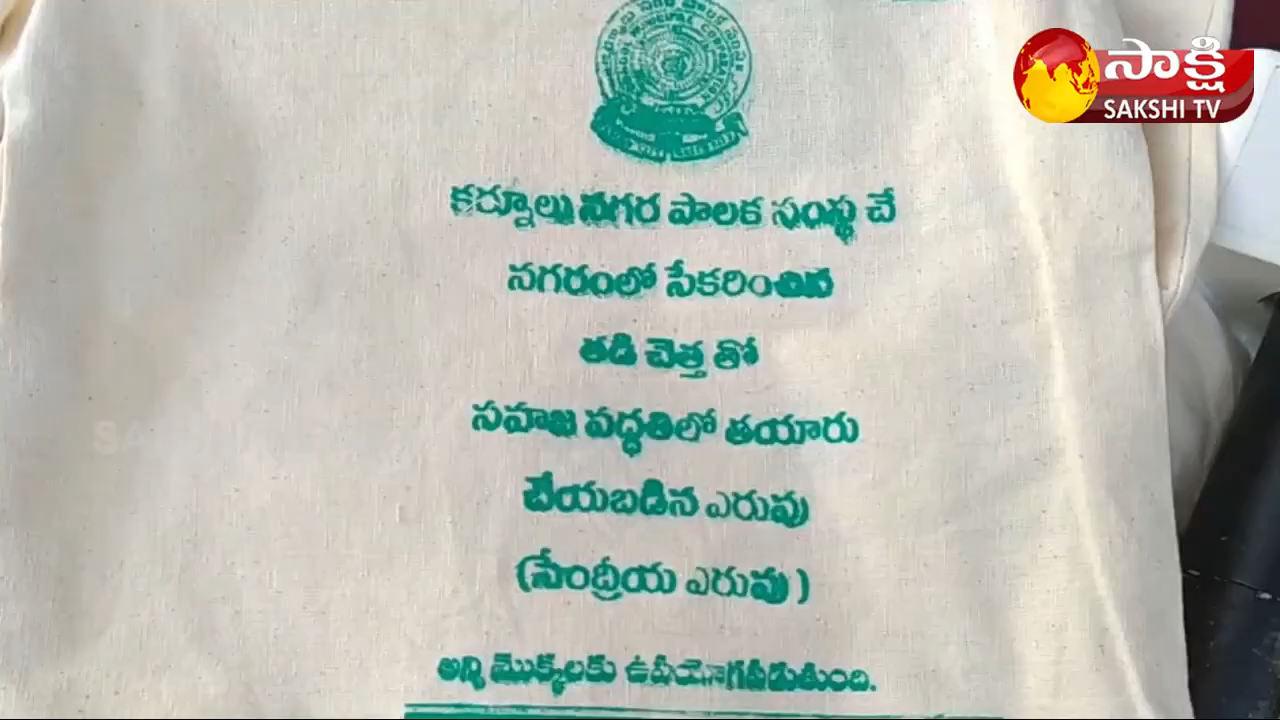 సాక్షి
SAKSHI TV
కర్నూలు నగర పాలక సంస్థ చే
నగరంలో సేకరించిన
తడి చెత్త తో
సహజ పద్ధతిలో తయారు
చేయబడిన ఎరువు
(సేంద్రీయ ఎరువు)
అన్ని మొక్కలకు ఉపయోగపడుతుంది.